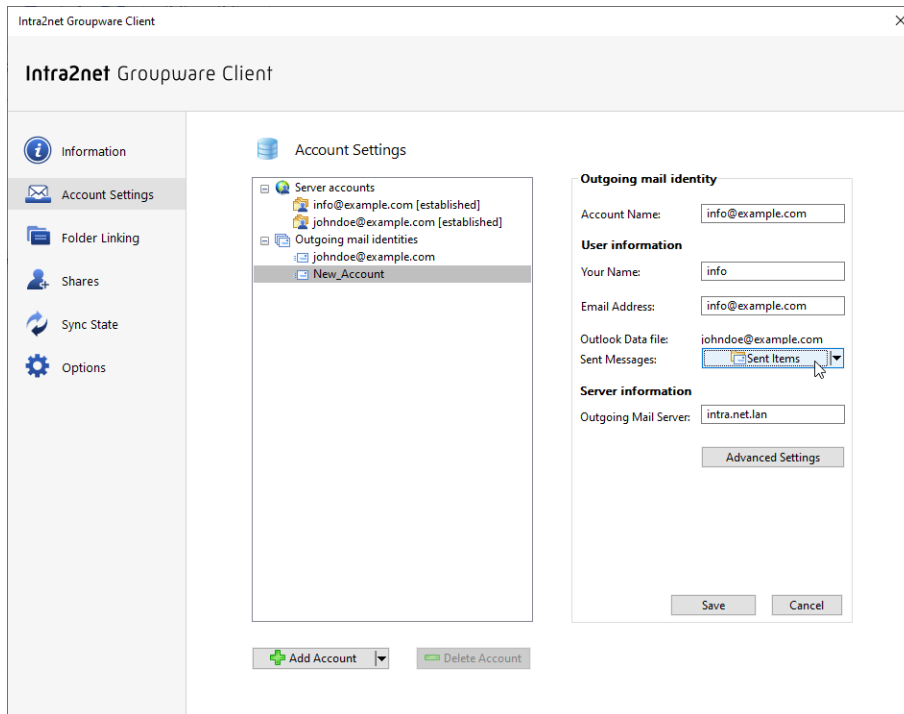 Intra2net Groupware Client
Intra2net Groupware Client
Information
Account Settings
Folder Linking
Shares
Sync State
Options
Account Settings
Server accounts
info@example.com [established]
johndoe@example.com [established]
Outgoing mail identities
johndoe@example.com
New_Account
Add Account
Delete Account
Outgoing mail identity
Account Name: info@example.com
User information
Your Name: info
Email Address: info@example.com
Outlook Data file: johndoe@example.com
Sent Messages: Sent Items
Server information
Outgoing Mail Server: intra.net.lan
Advanced Settings
Save Cancel